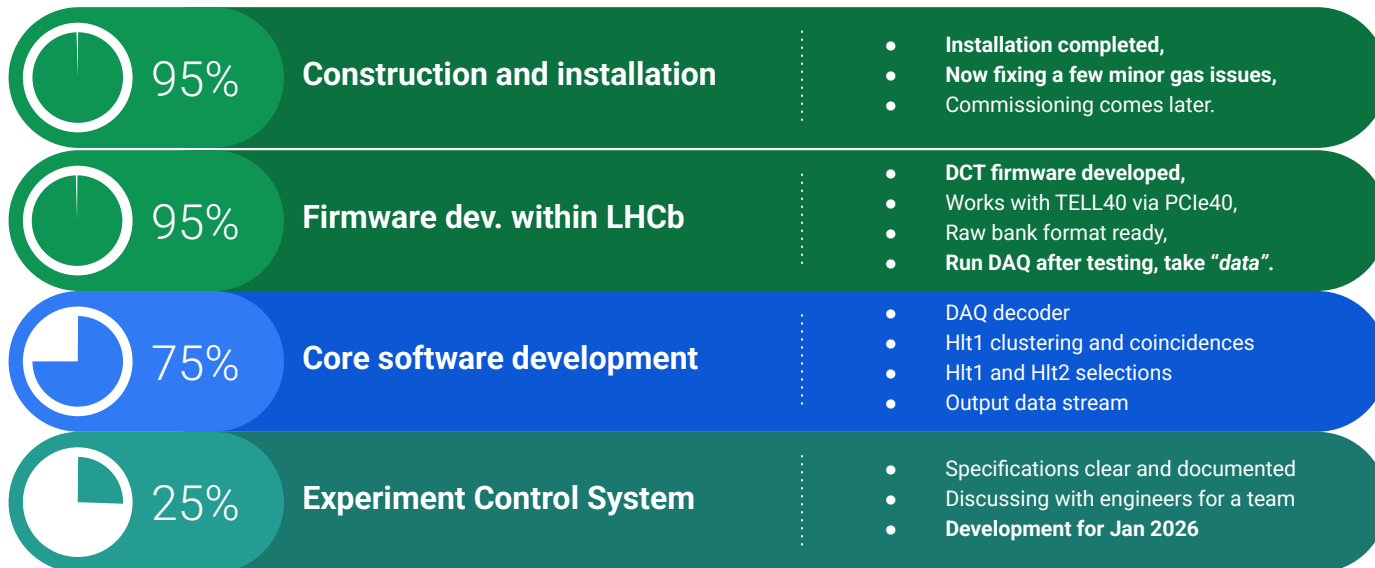 95%
Construction and installation
● Installation completed,
● Now fixing a few minor gas issues,
● Commissioning comes later.
95%
Firmware dev. within LHCb
● DCT firmware developed,
● Works with TELL40 via PCIe40,
● Raw bank format ready,
● Run DAQ after testing, take “data”.
75%
Core software development
● DAQ decoder
● Hlt1 clustering and coincidences
● Hlt1 and Hlt2 selections
● Output data stream
25%
Experiment Control System
● Specifications clear and documented
● Discussing with engineers for a team
● Development for Jan 2026